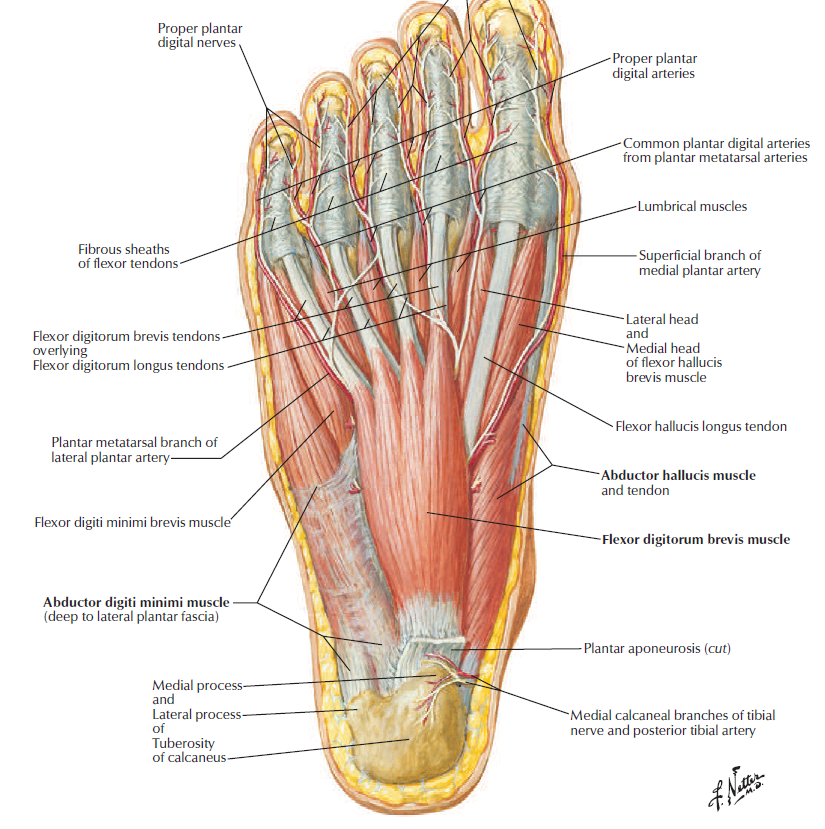 Proper plantar
digital nerves
Proper plantar
digital arteries
Common plantar digital arteries
from plantar metatarsal arteries
Lumbrical muscles
Fibrous sheaths
of flexor tendons
Superficial branch of
medial plantar artery
Lateral head
and
Medial head
of flexor hallucis
brevis muscle
Flexor digitorum brevis tendons
overlying
Flexor digitorum longus tendons
Flexor hallucis longus tendon
Plantar metatarsal branch of
lateral plantar artery
Abductor hallucis muscle
and tendon
Flexor digiti minimi brevis muscle
Flexor digitorum brevis muscle
Abductor digiti minimi muscle
(deep to lateral plantar fascia)
Plantar aponeurosis (cut)
Medial process
and
Lateral process
of
Tuberosity
of calcaneus
Medial calcaneal branches of tibial
nerve and posterior tibial artery
F. Netter
M.D.